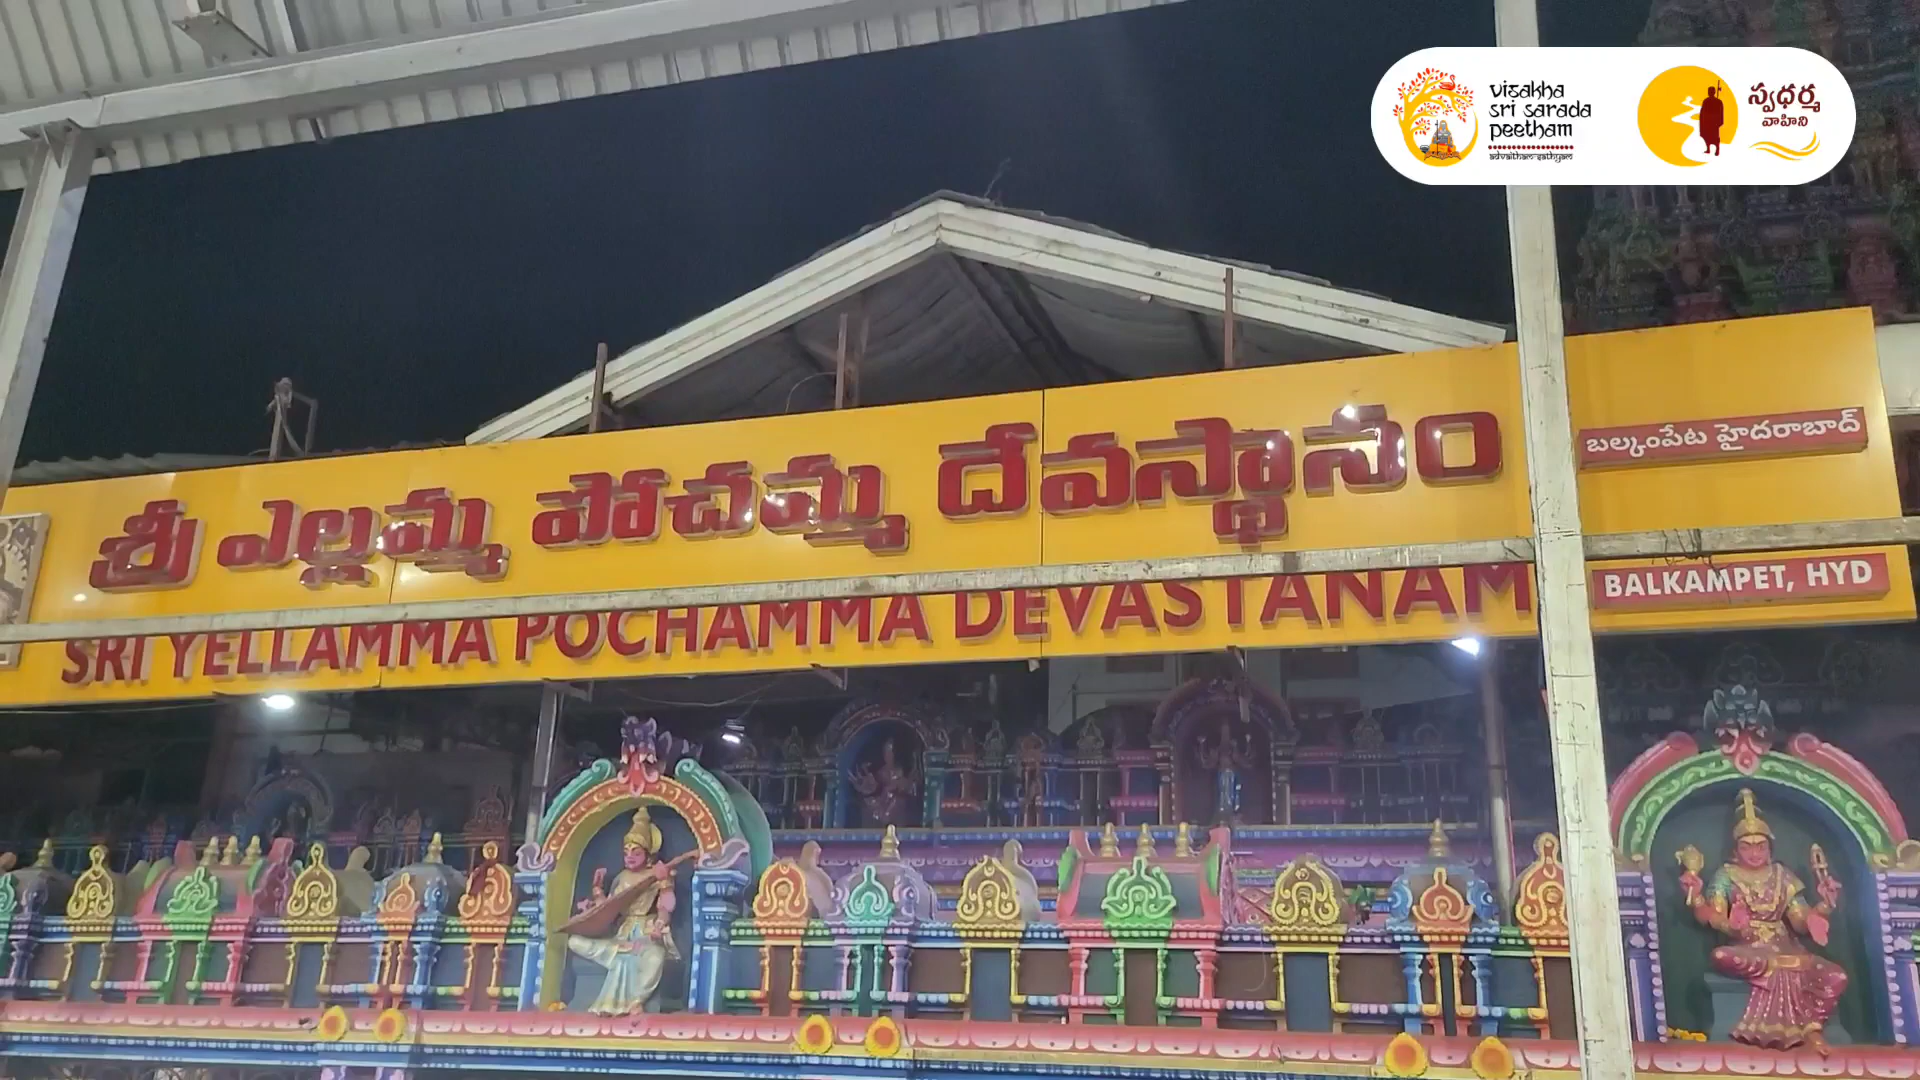 visakha
sri sarada
peetham
advaitham-sathyam
స్వధర్మ
వాహిని
శ్రీ ఎల్లమ్మ పోచమ్మ దేవస్థానం
బల్కంపేట హైదరాబాద్
SRI YELLAMMA POCHAMMA DEVASTANAM
BALKAMPET, HYD